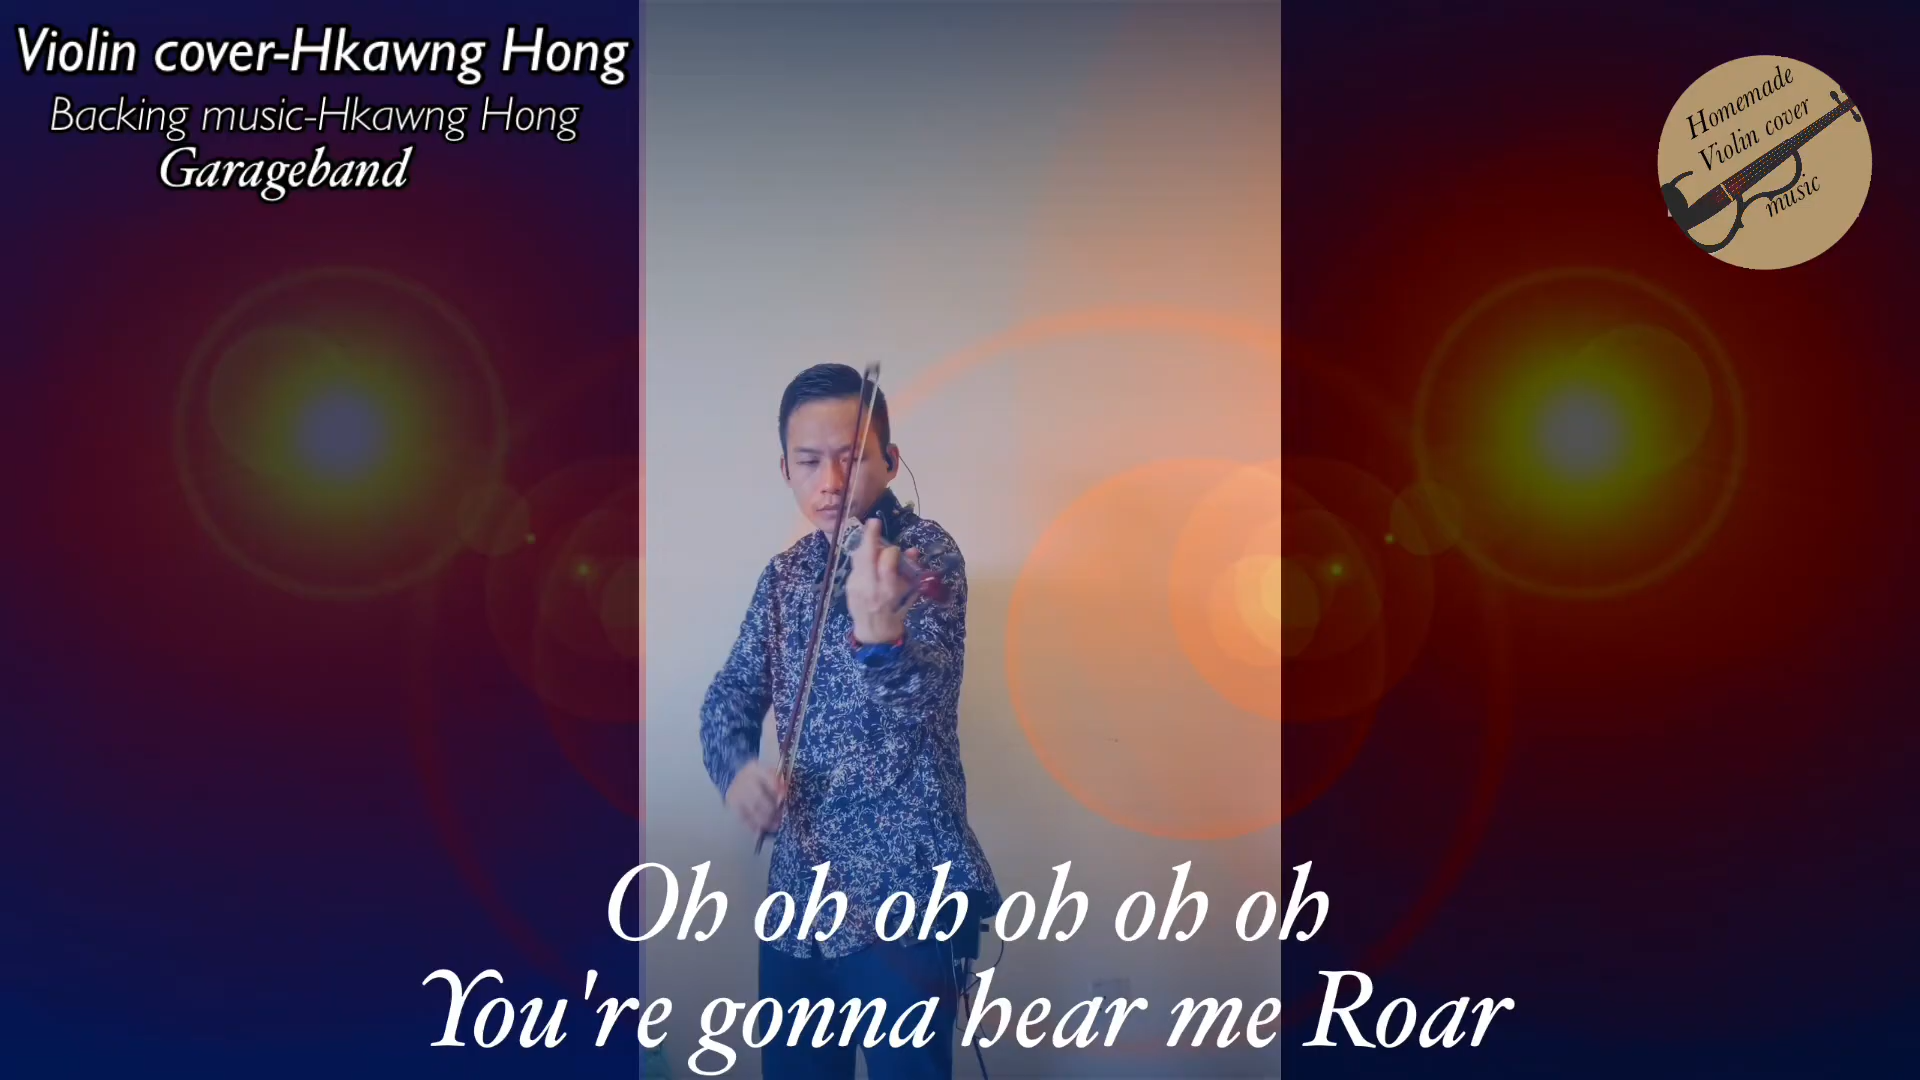 Violin cover-Hkawng Hong
Backing music-Hkawng Hong
Garageband
Homemade
Violin cover
music
Oh oh oh oh oh oh
You're gonna hear me Roar